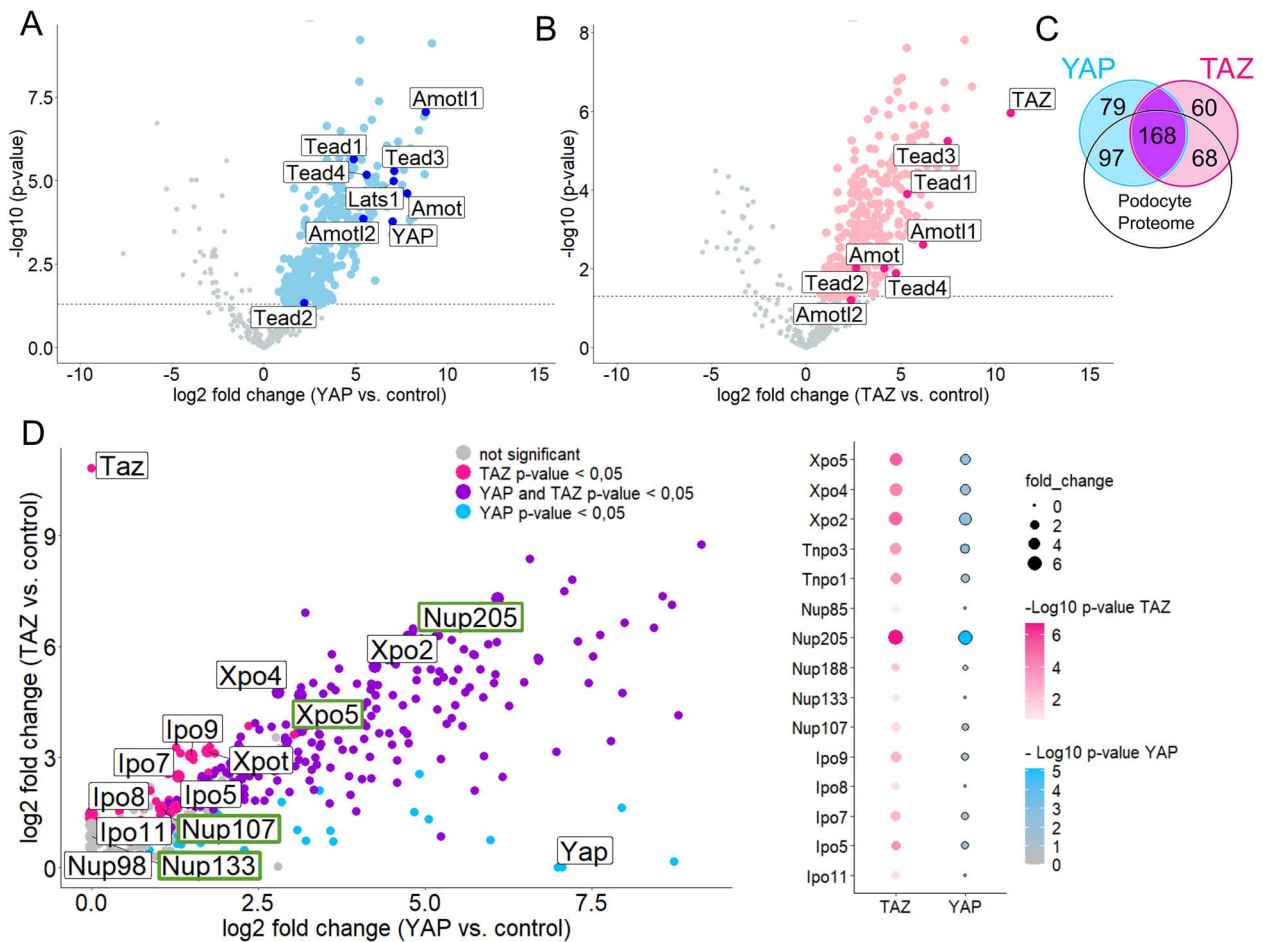 A
-log10 (p-value)
7.5
5.0
2.5
0.0
Amotl1
Tead1
Tead3
Tead4
Lats1
Amot
Amotl2
YAP
Tead2
-10
-5
0
5
10
15
log2 fold change (YAP vs. control)
B
-log10 (p-value)
8
6
4
2
0
TAZ
Tead3
Tead1
Amotl1
Amot
Tead2
Tead4
Amotl2
-10
-5
0
5
10
15
log2 fold change (TAZ vs. control)
C
YAP
TAZ
79
60
168
97
68
Podocyte
Proteome
D
log2 fold change (TAZ vs. control)
9
6
3
0
not significant
TAZ p-value < 0,05
YAP and TAZ p-value < 0,05
YAP p-value < 0,05
Taz
Nup205
Xpo2
Xpo4
Xpo5
Ipo9
Xpot
Ipo7
Ipo8
Ipo5
Ipo11
Nup107
Nup98
Nup133
Yap
0.0
2.5
5.0
7.5
log2 fold change (YAP vs. control)
Xpo5
Xpo4
Xpo2
Tnpo3
Tnpo1
Nup85
Nup205
Nup188
Nup133
Nup107
Ipo9
Ipo8
Ipo7
Ipo5
Ipo11
TAZ
YAP
fold_change
0
2
4
6
-Log10 p-value TAZ
6
4
2
- Log10 p-value YAP
5
4
3
2
1
0